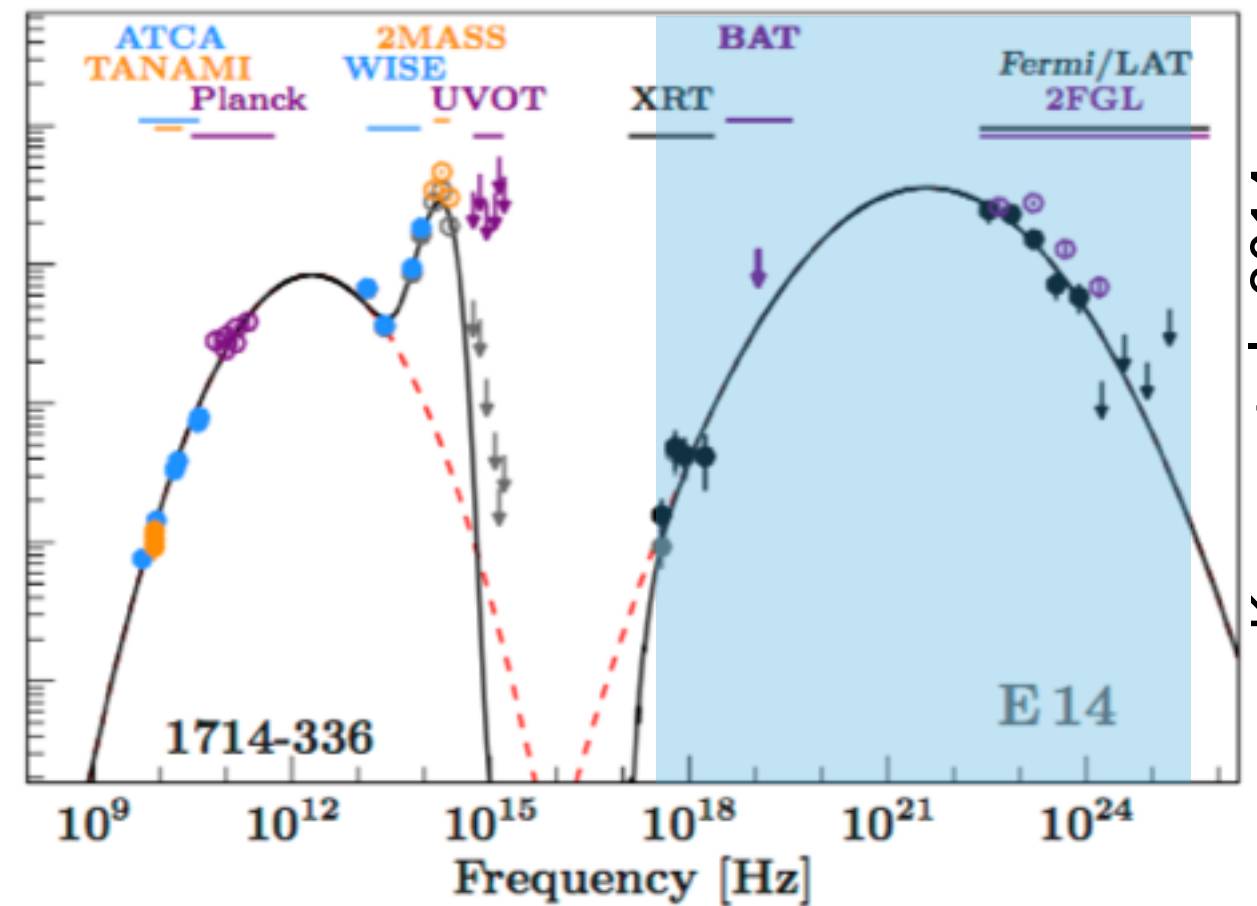 ATCA 2MASS BAT
TANAMI WISE Fermi/LAT
Planck UVOT XRT 2FGL
1714-336 E 14
10⁹ 10¹² 10¹⁵ 10¹⁸ 10²¹ 10²⁴
Frequency [Hz]